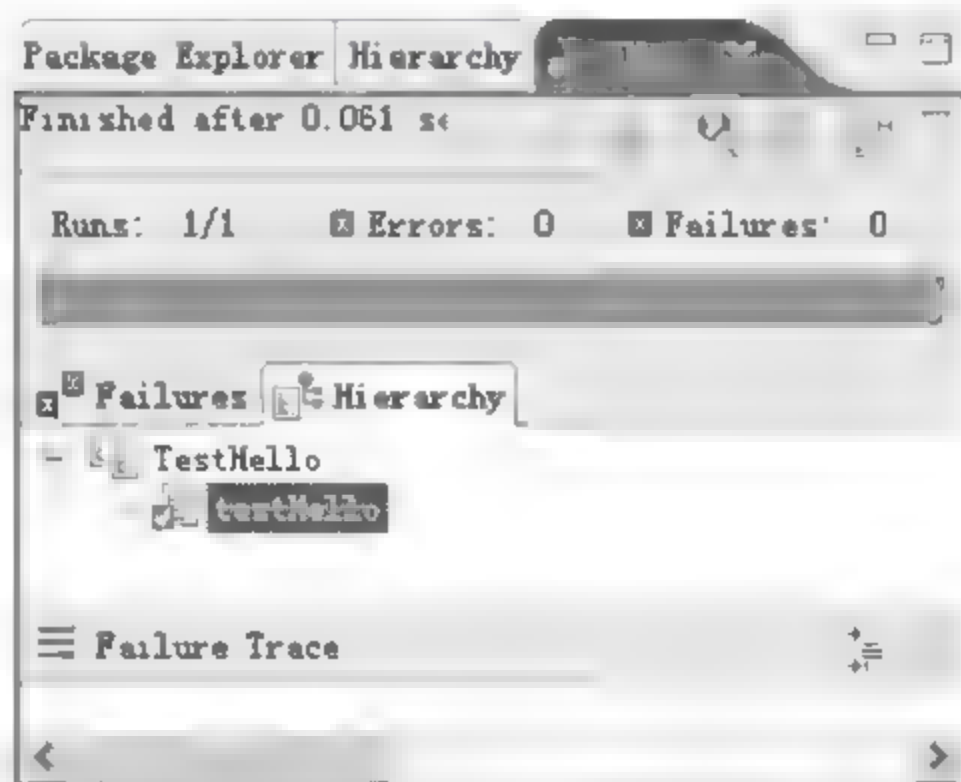 Package Explorer Hierarchy
Finished after 0.061 se
Runs: 1/1 Errors: 0 Failures: 0
Failures Hierarchy
TestHello
testHello
Failure Trace